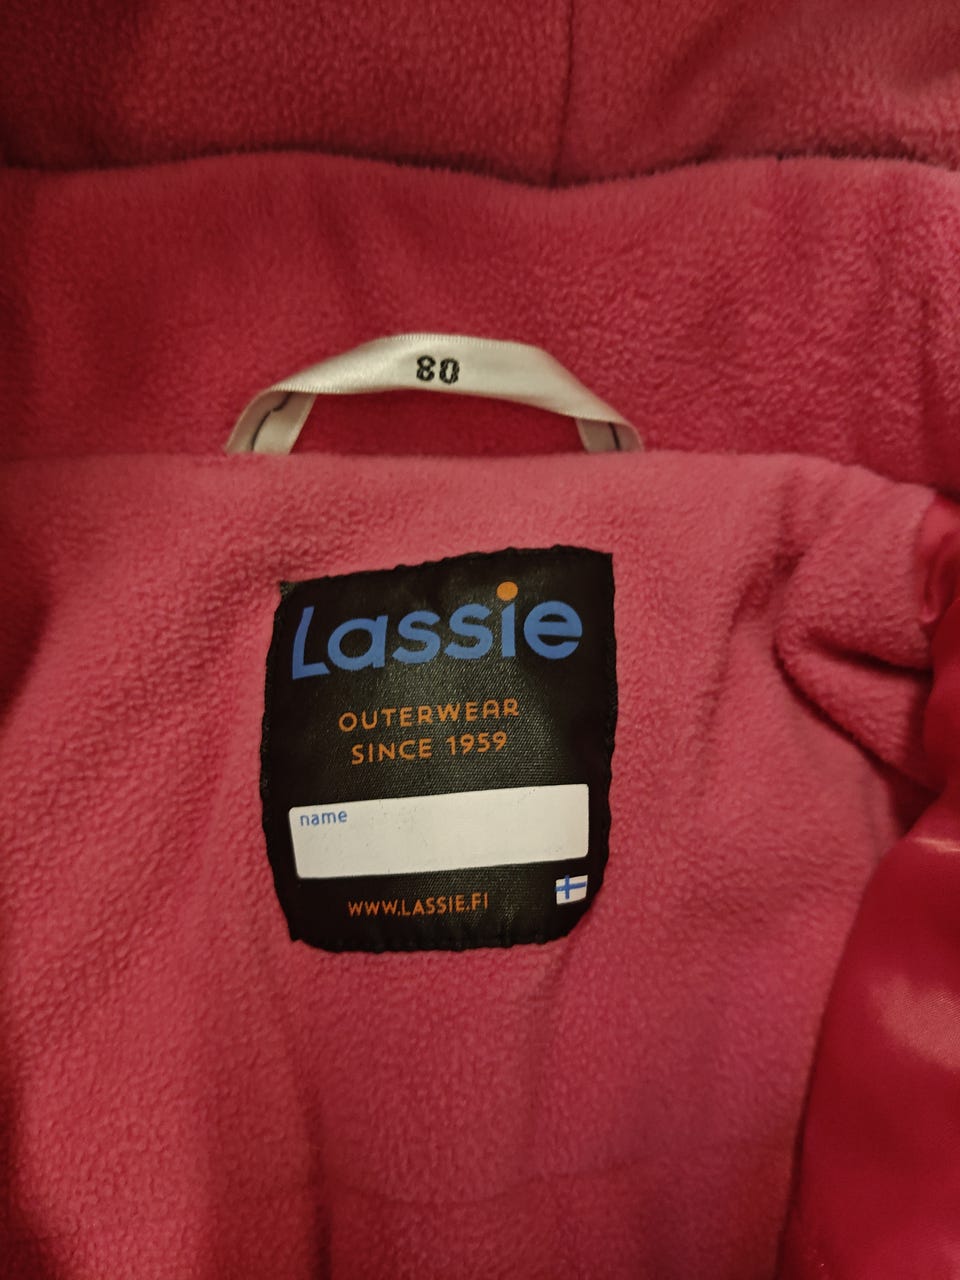 80
Lassie
OUTERWEAR
SINCE 1959
name
WWW.LASSIE.FI